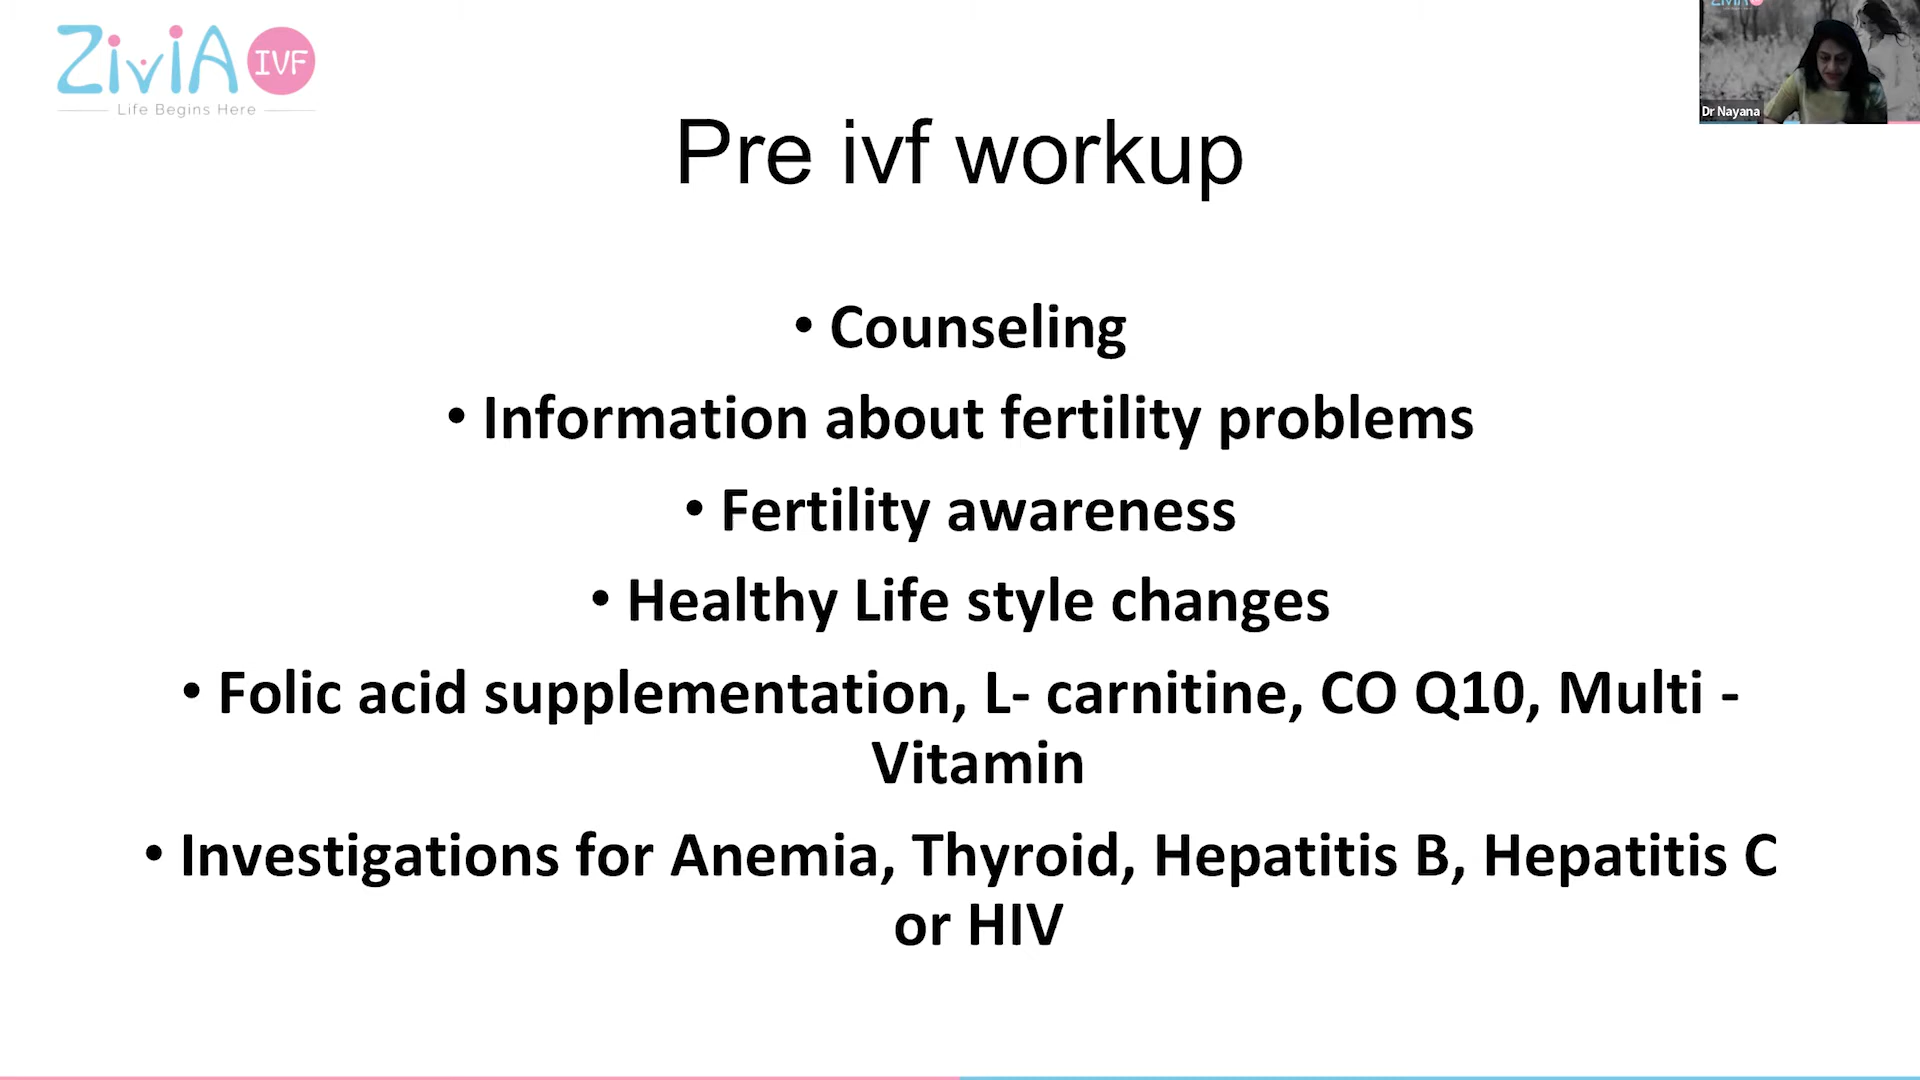 ZiviA IVF
Life Begins Here
ZiviA
Dr Nayana
Pre ivf workup
• Counseling
• Information about fertility problems
• Fertility awareness
• Healthy Life style changes
• Folic acid supplementation, L- carnitine, CO Q10, Multi -
Vitamin
• Investigations for Anemia, Thyroid, Hepatitis B, Hepatitis C
or HIV